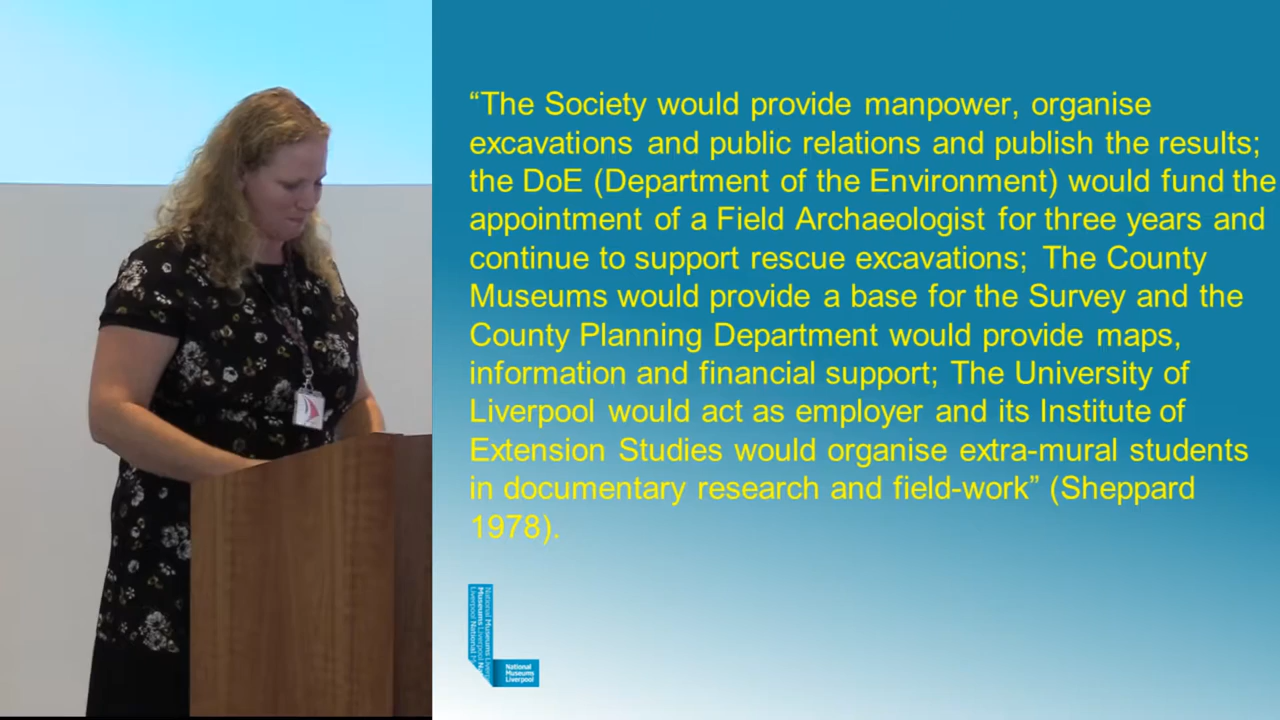 “The Society would provide manpower, organise
excavations and public relations and publish the results;
the DoE (Department of the Environment) would fund the
appointment of a Field Archaeologist for three years and
continue to support rescue excavations; The County
Museums would provide a base for the Survey and the
County Planning Department would provide maps,
information and financial support; The University of
Liverpool would act as employer and its Institute of
Extension Studies would organise extra-mural students
in documentary research and field-work” (Sheppard
1978).
National
Museums
Liverpool